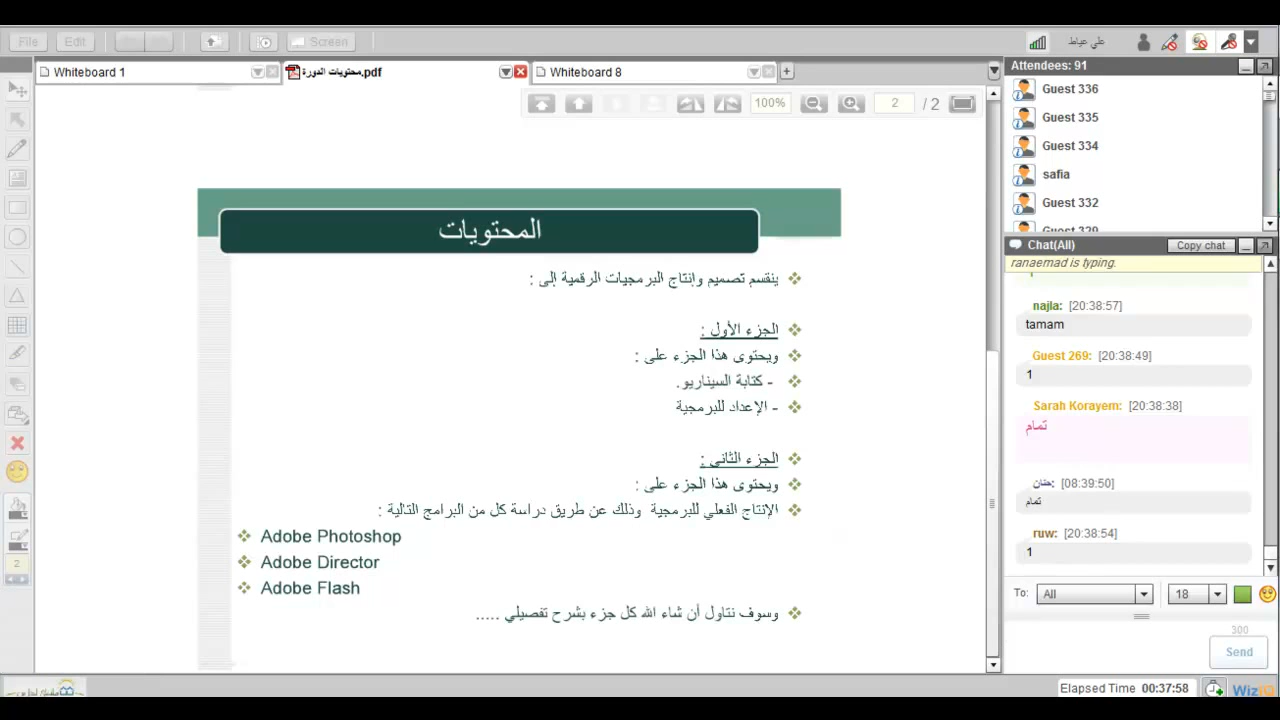 File
Edit
Screen
علي عياط
Whiteboard 1
محتويات الدورة.pdf
Whiteboard 8
100%
2
/ 2
Attendees: 91
Guest 336
Guest 335
Guest 334
safia
Guest 332
Guest 329
المحتويات
ينقسم تصميم وإنتاج البرمجيات الرقمية إلى :
الجزء الأول :
ويحتوى هذا الجزء على :
- كتابة السيناريو.
- الإعداد للبرمجية
الجزء الثانى :
ويحتوى هذا الجزء على :
الإنتاج الفعلي للبرمجية وذلك عن طريق دراسة كل من البرامج التالية :
Adobe Photoshop
Adobe Director
Adobe Flash
وسوف نتاول أن شاء الله كل جزء بشرح تفصيلي .....
2
Chat(All)
Copy chat
ranaemad is typing.
najla: [20:38:57]
tamam
Guest 269: [20:38:49]
1
Sarah Korayem: [20:38:38]
تمام
حنان: [08:39:50]
تمام
ruw: [20:38:54]
1
To:
All
18
300
Send
Elapsed Time 00:37:58
WizIQ